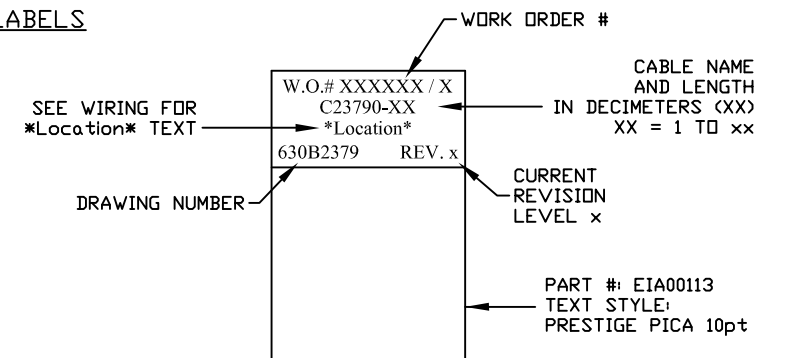 LABELS
WORK ORDER #
W.O.# XXXXXX / X
C23790-XX
*Location*
630B2379 REV. x
CABLE NAME
AND LENGTH
IN DECIMETERS (XX)
XX = 1 TO xx
SEE WIRING FOR
*Location* TEXT
DRAWING NUMBER
CURRENT
REVISION
LEVEL x
PART #: EIA00113
TEXT STYLE:
PRESTIGE PICA 10pt